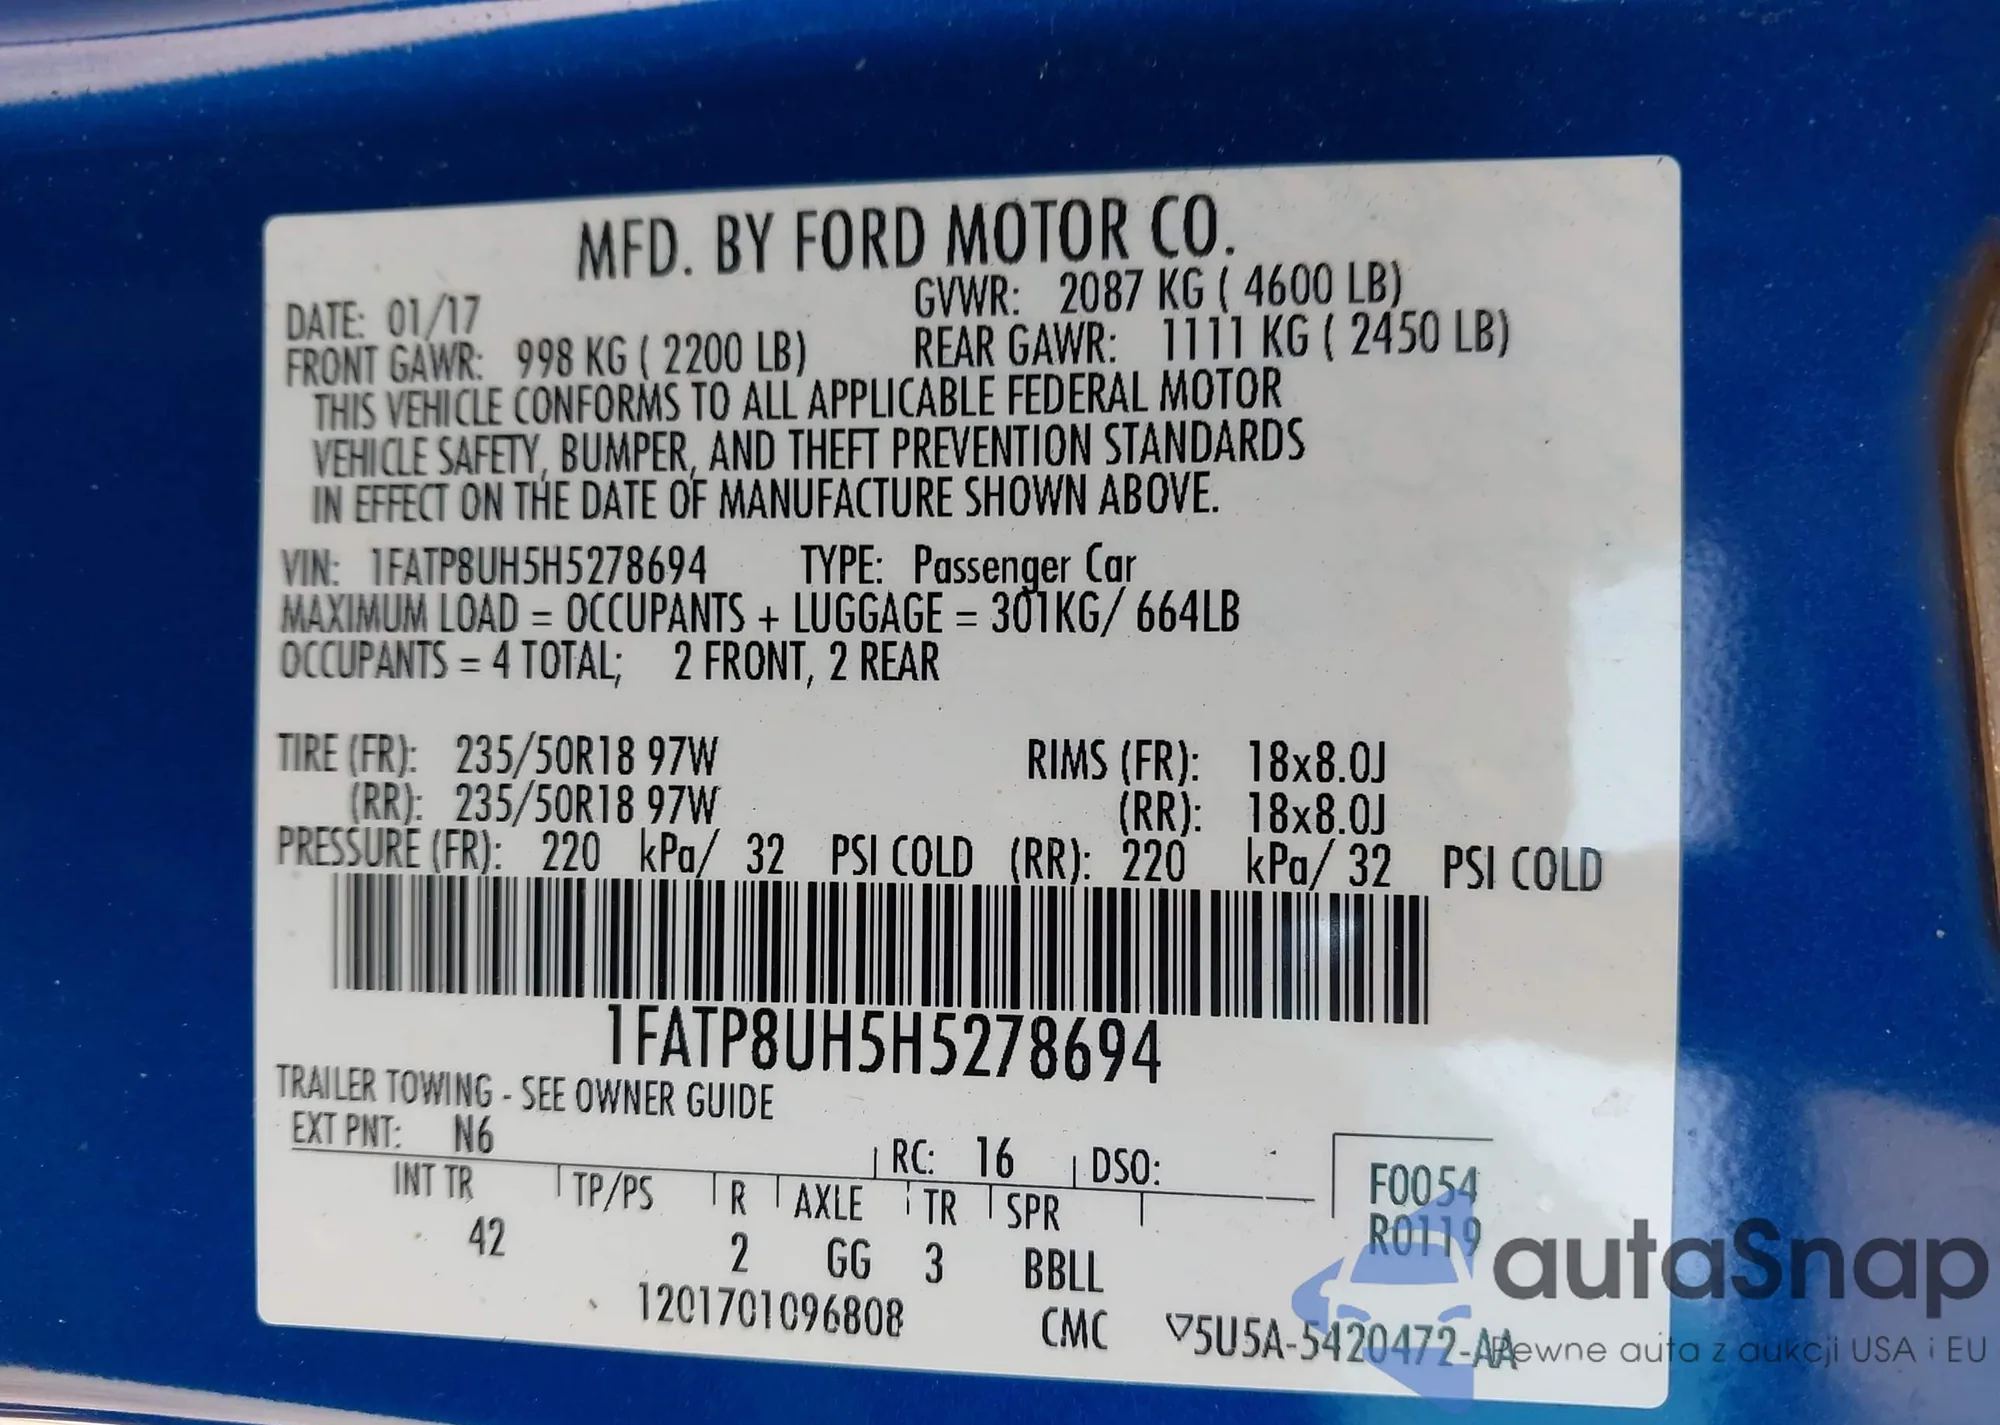 MFD. BY FORD MOTOR CO.
DATE: 01/17 GVWR: 2087 KG ( 4600 LB)
FRONT GAWR: 998 KG ( 2200 LB) REAR GAWR: 1111 KG ( 2450 LB)
THIS VEHICLE CONFORMS TO ALL APPLICABLE FEDERAL MOTOR
VEHICLE SAFETY, BUMPER, AND THEFT PREVENTION STANDARDS
IN EFFECT ON THE DATE OF MANUFACTURE SHOWN ABOVE.
VIN: 1FATP8UH5H5278694 TYPE: Passenger Car
MAXIMUM LOAD = OCCUPANTS + LUGGAGE = 301KG/ 664LB
OCCUPANTS = 4 TOTAL; 2 FRONT, 2 REAR
TIRE (FR): 235/50R18 97W RIMS (FR): 18x8.0J
(RR): 235/50R18 97W (RR): 18x8.0J
PRESSURE (FR): 220 kPa/ 32 PSI COLD (RR): 220 kPa/ 32 PSI COLD
1FATP8UH5H5278694
TRAILER TOWING - SEE OWNER GUIDE
EXT PNT: N6 RC: 16 DSO:
INT TR TP/PS R AXLE TR SPR
42 2 GG 3 BBLL
F0054
R0119
1201701096808 CMC ▽5U5A-5420472-AA
autaSnap
Pewne auta z aukcji USA i EU